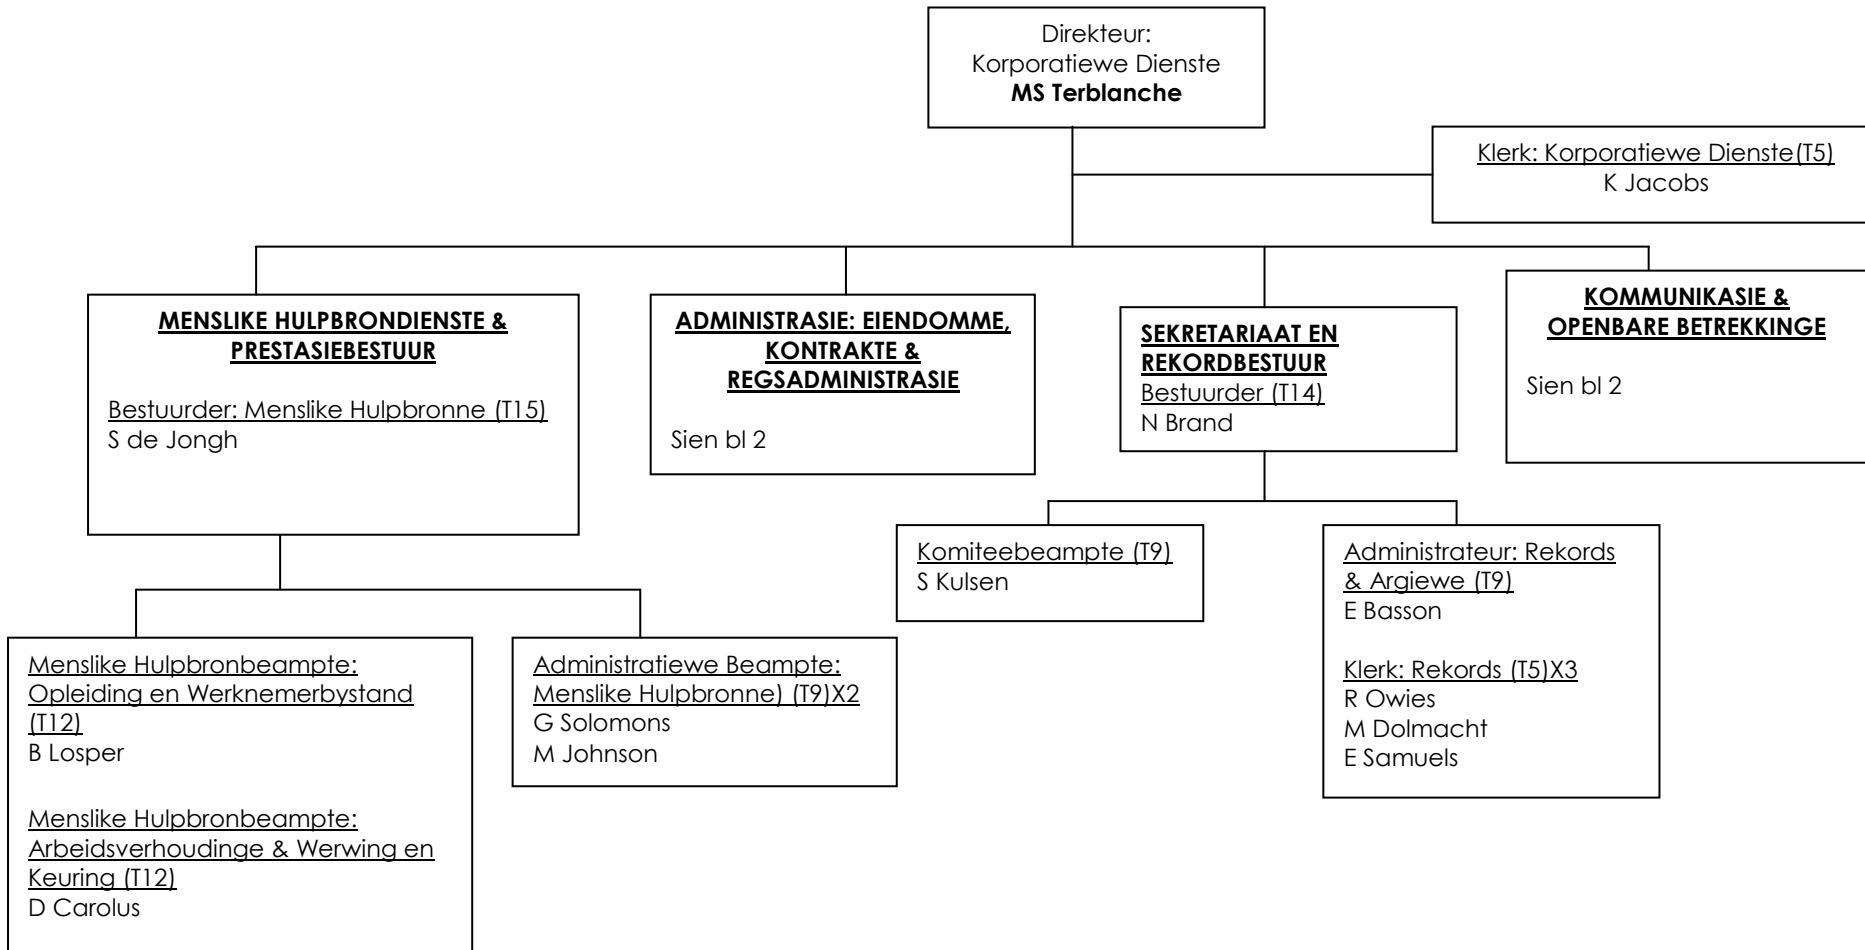 Direkteur:
Korporatiewe Dienste
MS Terblanche
Klerk: Korporatiewe Dienste(T5)
K Jacobs
MENSLIKE HULPBRONDIENSTE &
PRESTASIEBESTUUR
Bestuurder: Menslike Hulpbronne (T15)
S de Jongh
ADMINISTRASIE: EIENDOMME,
KONTRAKTE &
REGSADMINISTRASIE
Sien bl 2
SEKRETARIAAT EN
REKORDBESTUUR
Bestuurder (T14)
N Brand
KOMMUNIKASIE &
OPENBARE BETREKKINGE
Sien bl 2
Menslike Hulpbronbeampte:
Opleiding en Werknemerbystand
(T12)
B Losper
Menslike Hulpbronbeampte:
Arbeidsverhoudinge & Werwing en
Keuring (T12)
D Carolus
Administratiewe Beampte:
Menslike Hulpbronne) (T9)X2
G Solomons
M Johnson
Komiteebeampte (T9)
S Kulsen
Administrateur: Rekords
& Argiewe (T9)
E Basson
Klerk: Rekords (T5)X3
R Owies
M Dolmacht
E Samuels